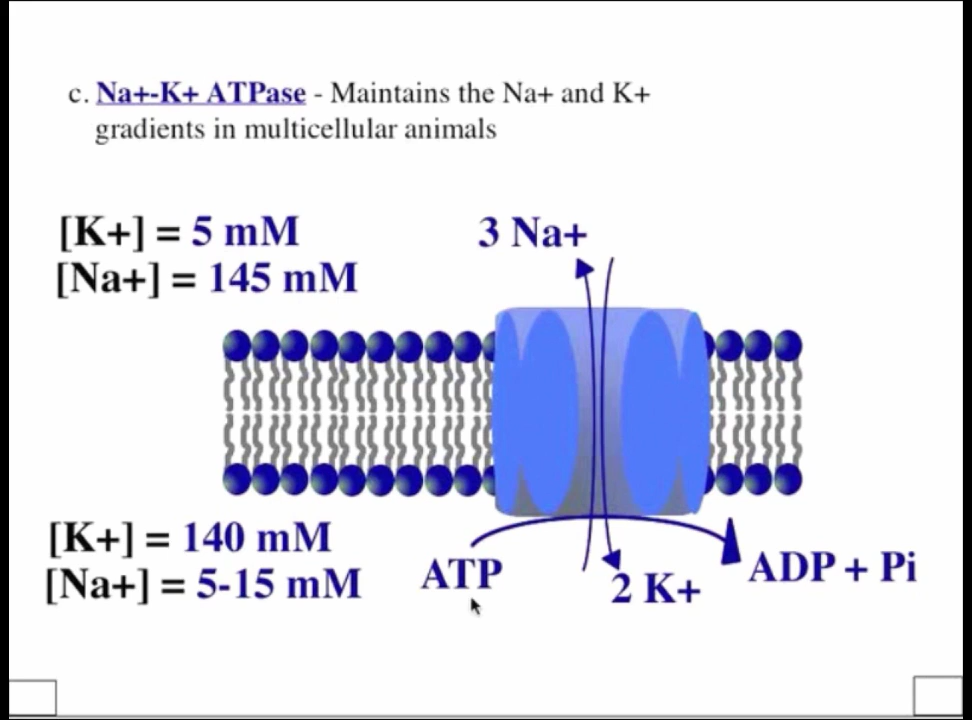 c. Na+-K+ ATPase - Maintains the Na+ and K+
gradients in multicellular animals
[K+] = 5 mM
[Na+] = 145 mM
3 Na+
[K+] = 140 mM
[Na+] = 5-15 mM
ATP
2 K+
ADP + Pi